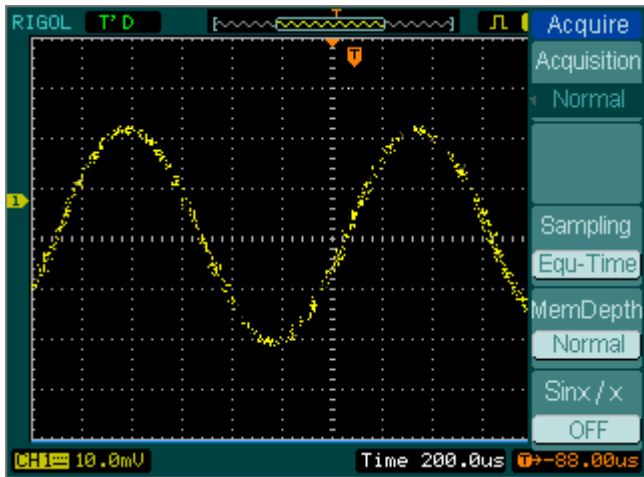 RIGOL T'D T Acquire
T
Acquisition
Normal
1
Sampling
Equ-Time
MemDepth
Normal
Sinx/x
OFF
CH1 10.0mV Time 200.0us T→-88.00us